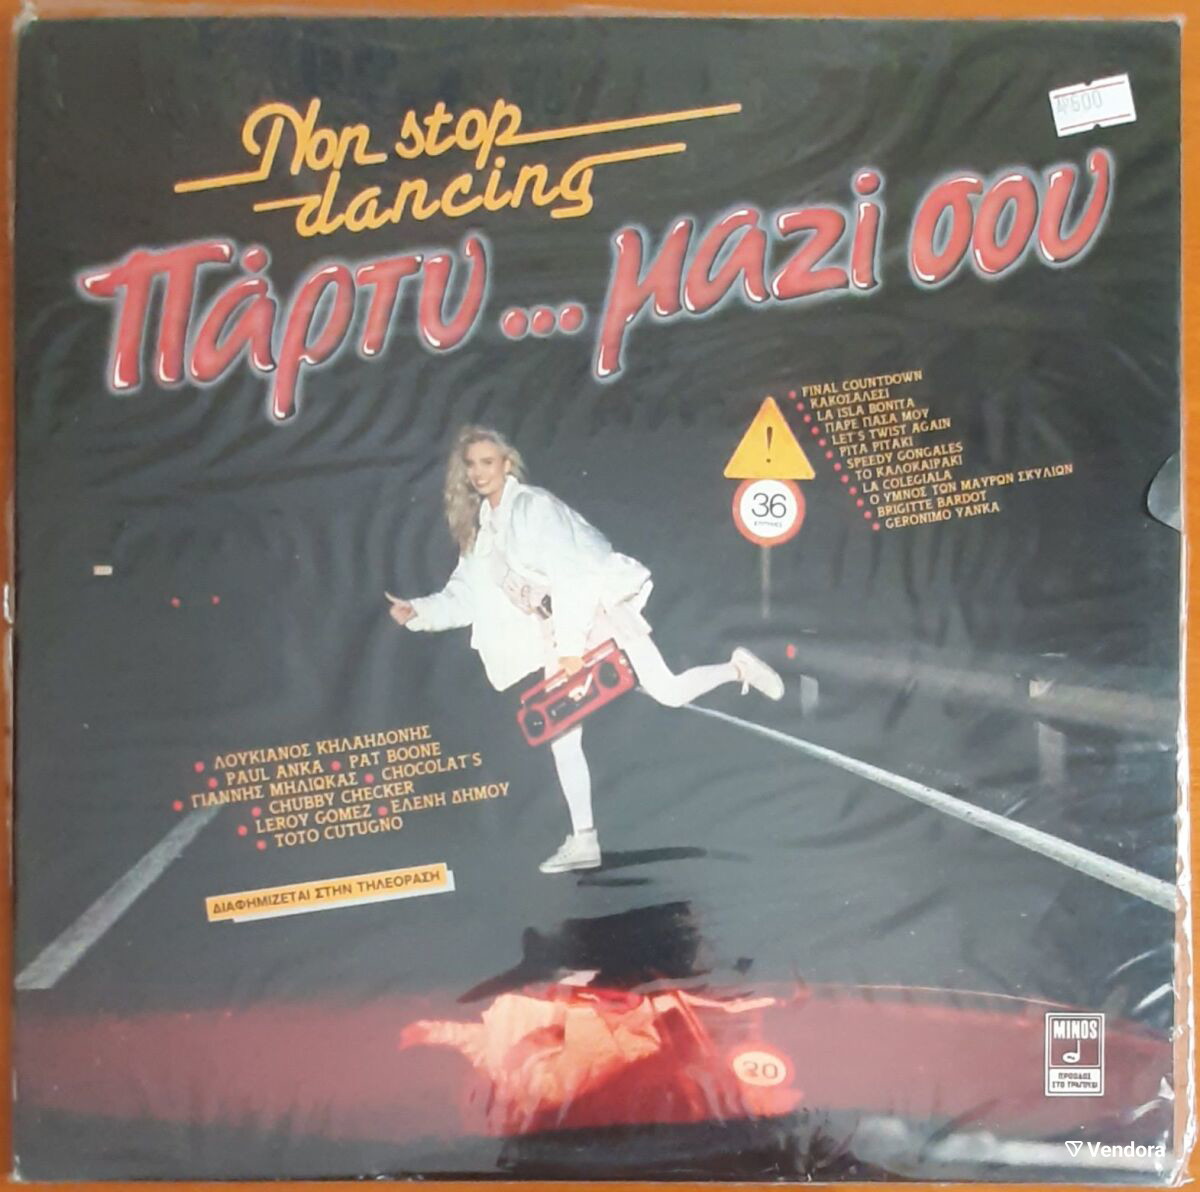 Non stop
dancing
Πάρτυ... μαζί σου
FINAL COUNTDOWN
ΚΑΚΟΣΑΛΕΣΙ
LA ISLA BONITA
ΠΑΡΕ ΠΑΣΑ ΜΟΥ
LET'S TWIST AGAIN
ΡΙΤΑ ΡΙΤΑΚΙ
SPEEDY GONGALES
ΤΟ ΚΑΛΟΚΑΙΡΑΚΙ
LA COLEGIALA
Ο ΥΜΝΟΣ ΤΩΝ ΜΑΥΡΩΝ ΣΚΥΛΙΩΝ
BRIGITTE BARDOT
GERONIMO YANKA
!
36
ΛΟΥΚΙΑΝΟΣ ΚΗΛΑΗΔΟΝΗΣ
PAUL ANKA • PAT BOONE
ΓΙΑΝΝΗΣ ΜΗΛΙΩΚΑΣ • CHOCOLAT'S
CHUBBY CHECKER
LEROY GOMEZ • ΕΛΕΝΗ ΔΗΜΟΥ
TOTO CUTUGNO
ΔΙΑΦΗΜΙΖΕΤΑΙ ΣΤΗΝ ΤΗΛΕΟΡΑΣΗ
MINOS
ΠΡΟΟΔΟΣ
ΣΤΟ ΤΡΑΓΟΥΔΙ
Vendora